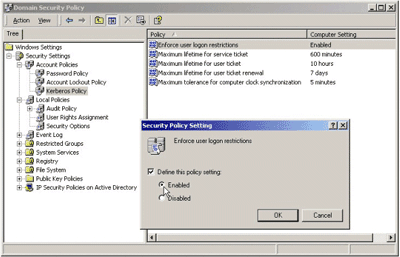 Domain Security Policy
Action View
Tree
Windows Settings
Security Settings
Account Policies
Password Policy
Account Lockout Policy
Kerberos Policy
Local Policies
Audit Policy
User Rights Assignment
Security Options
Event Log
Restricted Groups
System Services
Registry
File System
Public Key Policies
IP Security Policies on Active Directory
Policy Computer Setting
Enforce user logon restrictions Enabled
Maximum lifetime for service ticket 600 minutes
Maximum lifetime for user ticket 10 hours
Maximum lifetime for user ticket renewal 7 days
Maximum tolerance for computer clock synchronization 5 minutes
Security Policy Setting
Enforce user logon restrictions
Define this policy setting:
Enabled
Disabled
OK Cancel